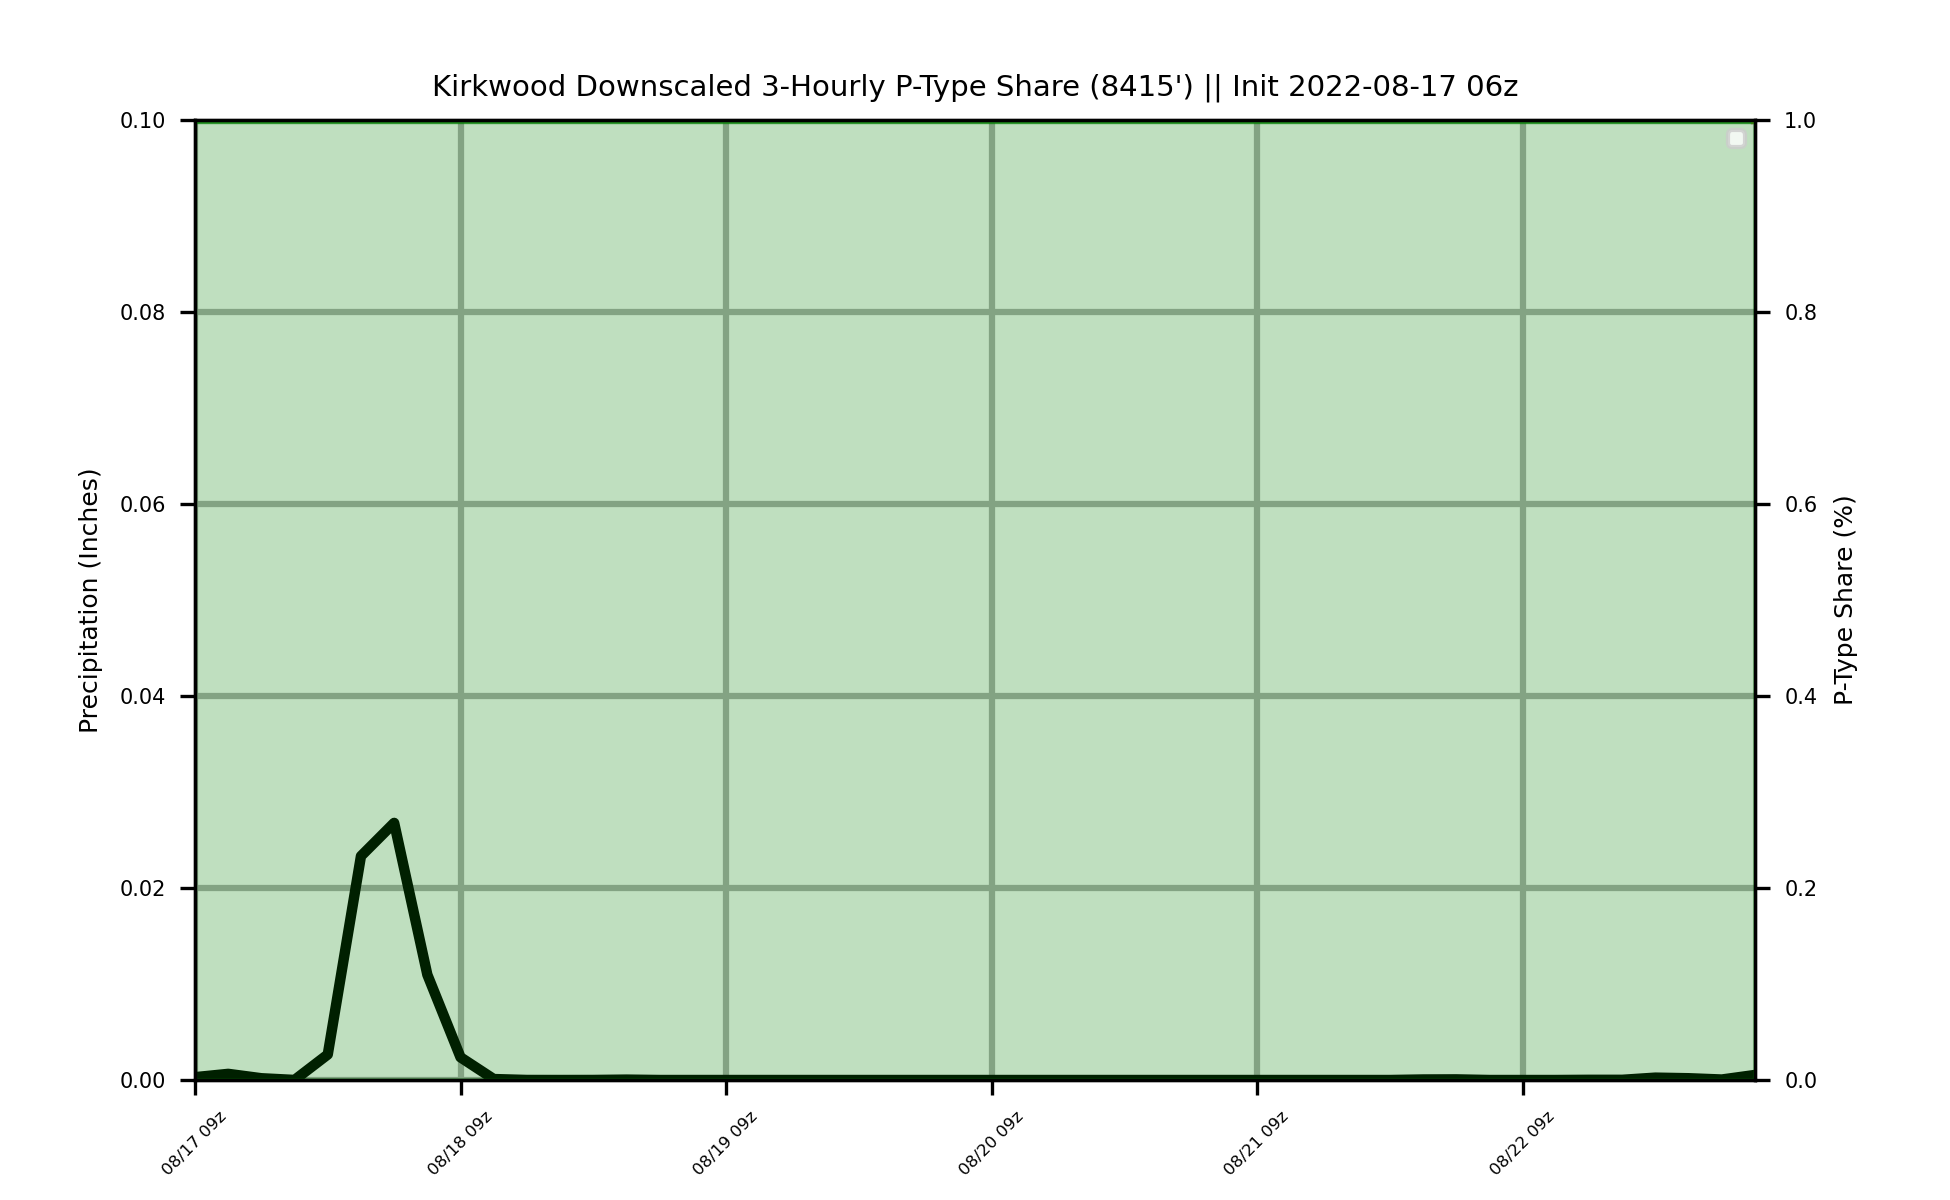 Kirkwood Downscaled 3-Hourly P-Type Share (8415') || Init 2022-08-17 06z
0.10
0.08
0.06
0.04
0.02
0.00
Precipitation (Inches)
1.0
0.8
0.6
0.4
0.2
0.0
P-Type Share (%)
08/17 09z
08/18 09z
08/19 09z
08/20 09z
08/21 09z
08/22 09z